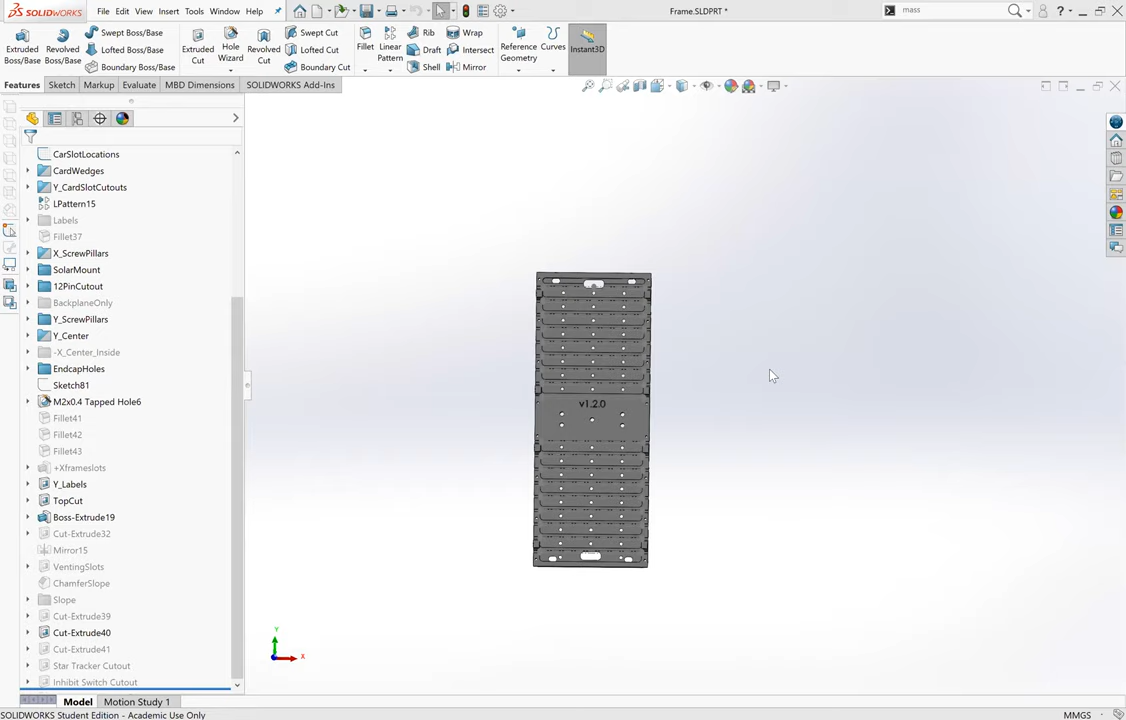 SOLIDWORKS
File
Edit
View
Insert
Tools
Window
Help
Frame.SLDPRT *
mass
Extruded Boss/Base
Revolved Boss/Base
Swept Boss/Base
Lofted Boss/Base
Boundary Boss/Base
Extruded Cut
Hole Wizard
Revolved Cut
Swept Cut
Lofted Cut
Boundary Cut
Fillet
Linear Pattern
Rib
Draft
Shell
Wrap
Intersect
Mirror
Reference Geometry
Curves
Instant3D
Features
Sketch
Markup
Evaluate
MBD Dimensions
SOLIDWORKS Add-Ins
CarSlotLocations
CardWedges
Y_CardSlotCutouts
LPattern15
Labels
Fillet37
X_ScrewPillars
SolarMount
12PinCutout
BackplaneOnly
Y_ScrewPillars
Y_Center
-X_Center_Inside
EndcapHoles
Sketch81
M2x0.4 Tapped Hole6
Fillet41
Fillet42
Fillet43
+Xframeslots
Y_Labels
TopCut
Boss-Extrude19
Cut-Extrude32
Mirror15
VentingSlots
ChamferSlope
Slope
Cut-Extrude39
Cut-Extrude40
Cut-Extrude41
Star Tracker Cutout
Inhibit Switch Cutout
v1.2.0
Y
X
Model
Motion Study 1
SOLIDWORKS Student Edition - Academic Use Only
MMGS